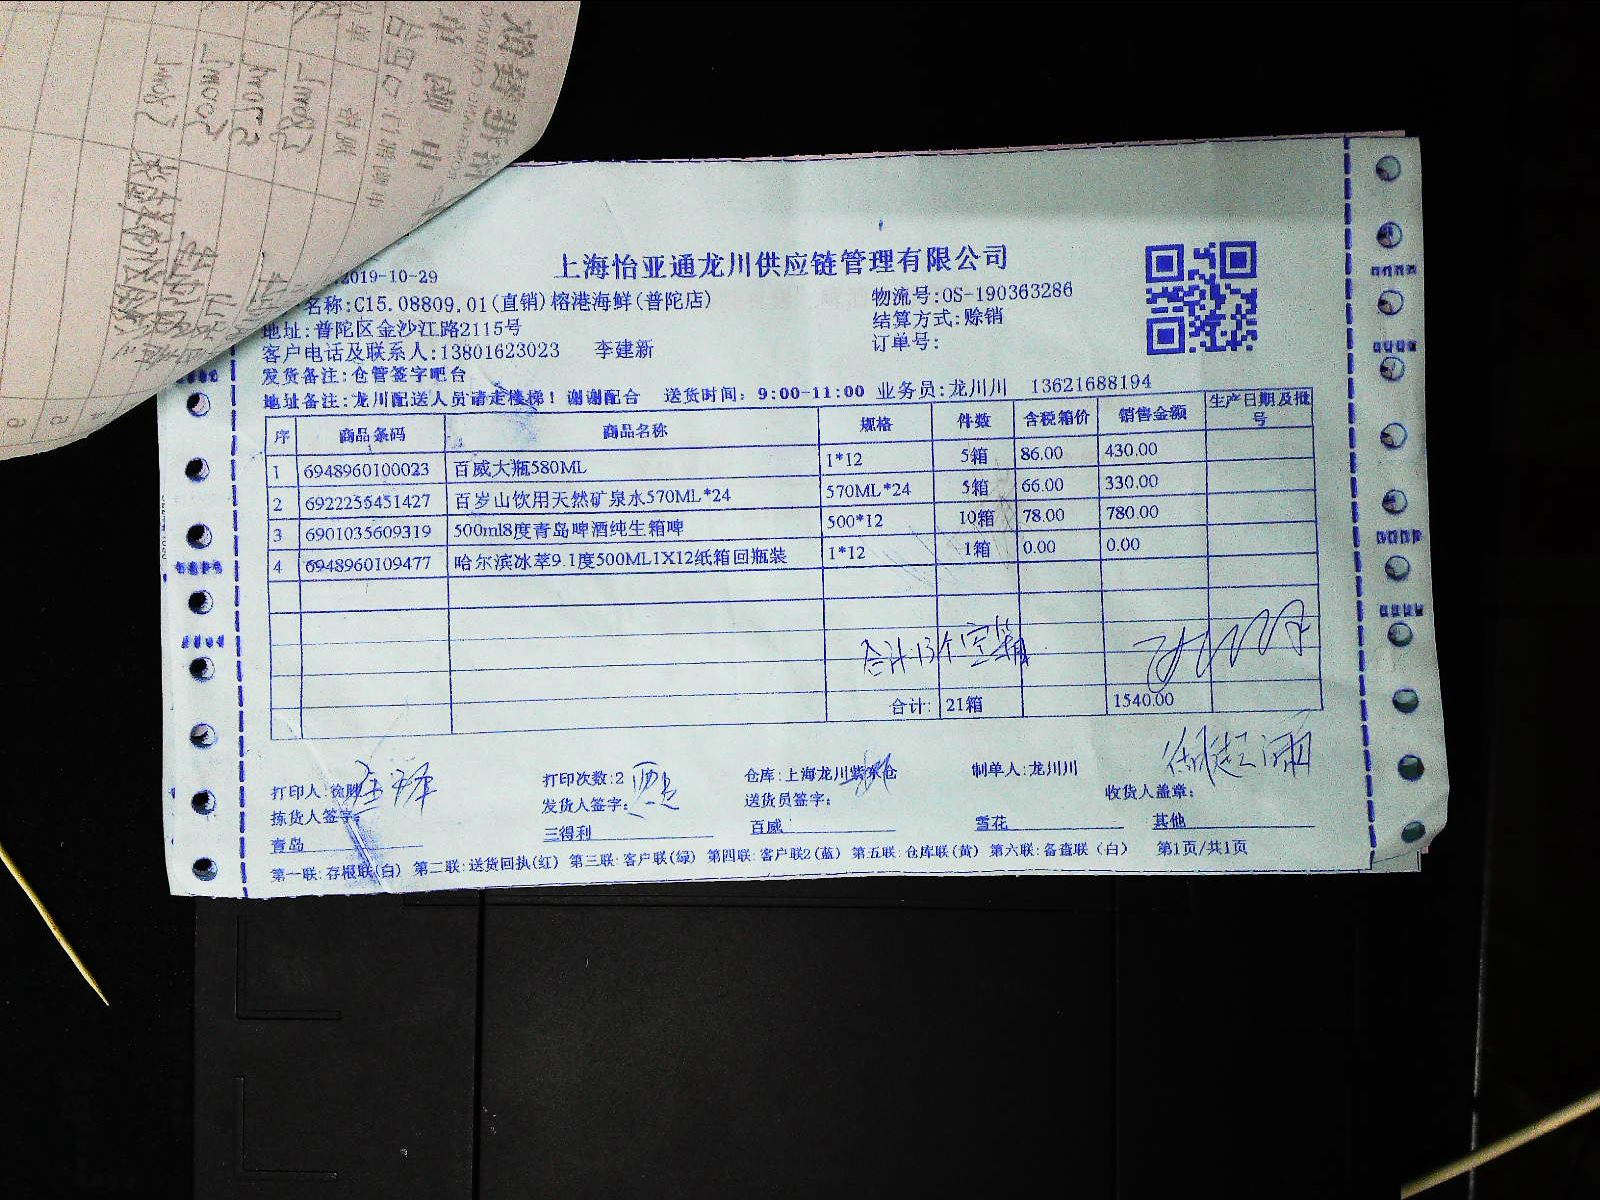 上海怡亚通龙川供应链管理有限公司
2019-10-29
名称:C15.08809.01(直销)榕港海鲜(普陀店)
物流号:OS-190363286
地址:普陀区金沙江路2115号
结算方式:赊销
客户电话及联系人:13801623023 李建新
订单号:
发货备注:仓管签字吧台
地址备注:龙川配送人员请走楼梯！谢谢配合 送货时间：9:00-11:00 业务员:龙川川 13621688194
序 商品条码 商品名称 规格 件数 含税箱价 销售金额 生产日期及批号
1 6948960100023 百威大瓶580ML 1*12 5箱 86.00 430.00
2 6922255451427 百岁山饮用天然矿泉水570ML*24 570ML*24 5箱 66.00 330.00
3 6901035609319 500ml8度青岛啤酒纯生箱啤 500*12 10箱 78.00 780.00
4 6948960109477 哈尔滨冰萃9.1度500ML1X12纸箱回瓶装 1*12 1箱 0.00 0.00
合计13个空箱
合计: 21箱 1540.00
打印人: 打印次数:2 仓库:上海龙川 制单人:龙川川
拣货人签字: 发货人签字: 送货员签字: 收货人盖章:
青岛 三得利 百威 雪花 其他
第一联:存根联(白) 第二联:送货回执(红) 第三联:客户联(绿) 第四联:客户联2(蓝) 第五联:仓库联(黄) 第六联:备查联（白） 第1页/共1页